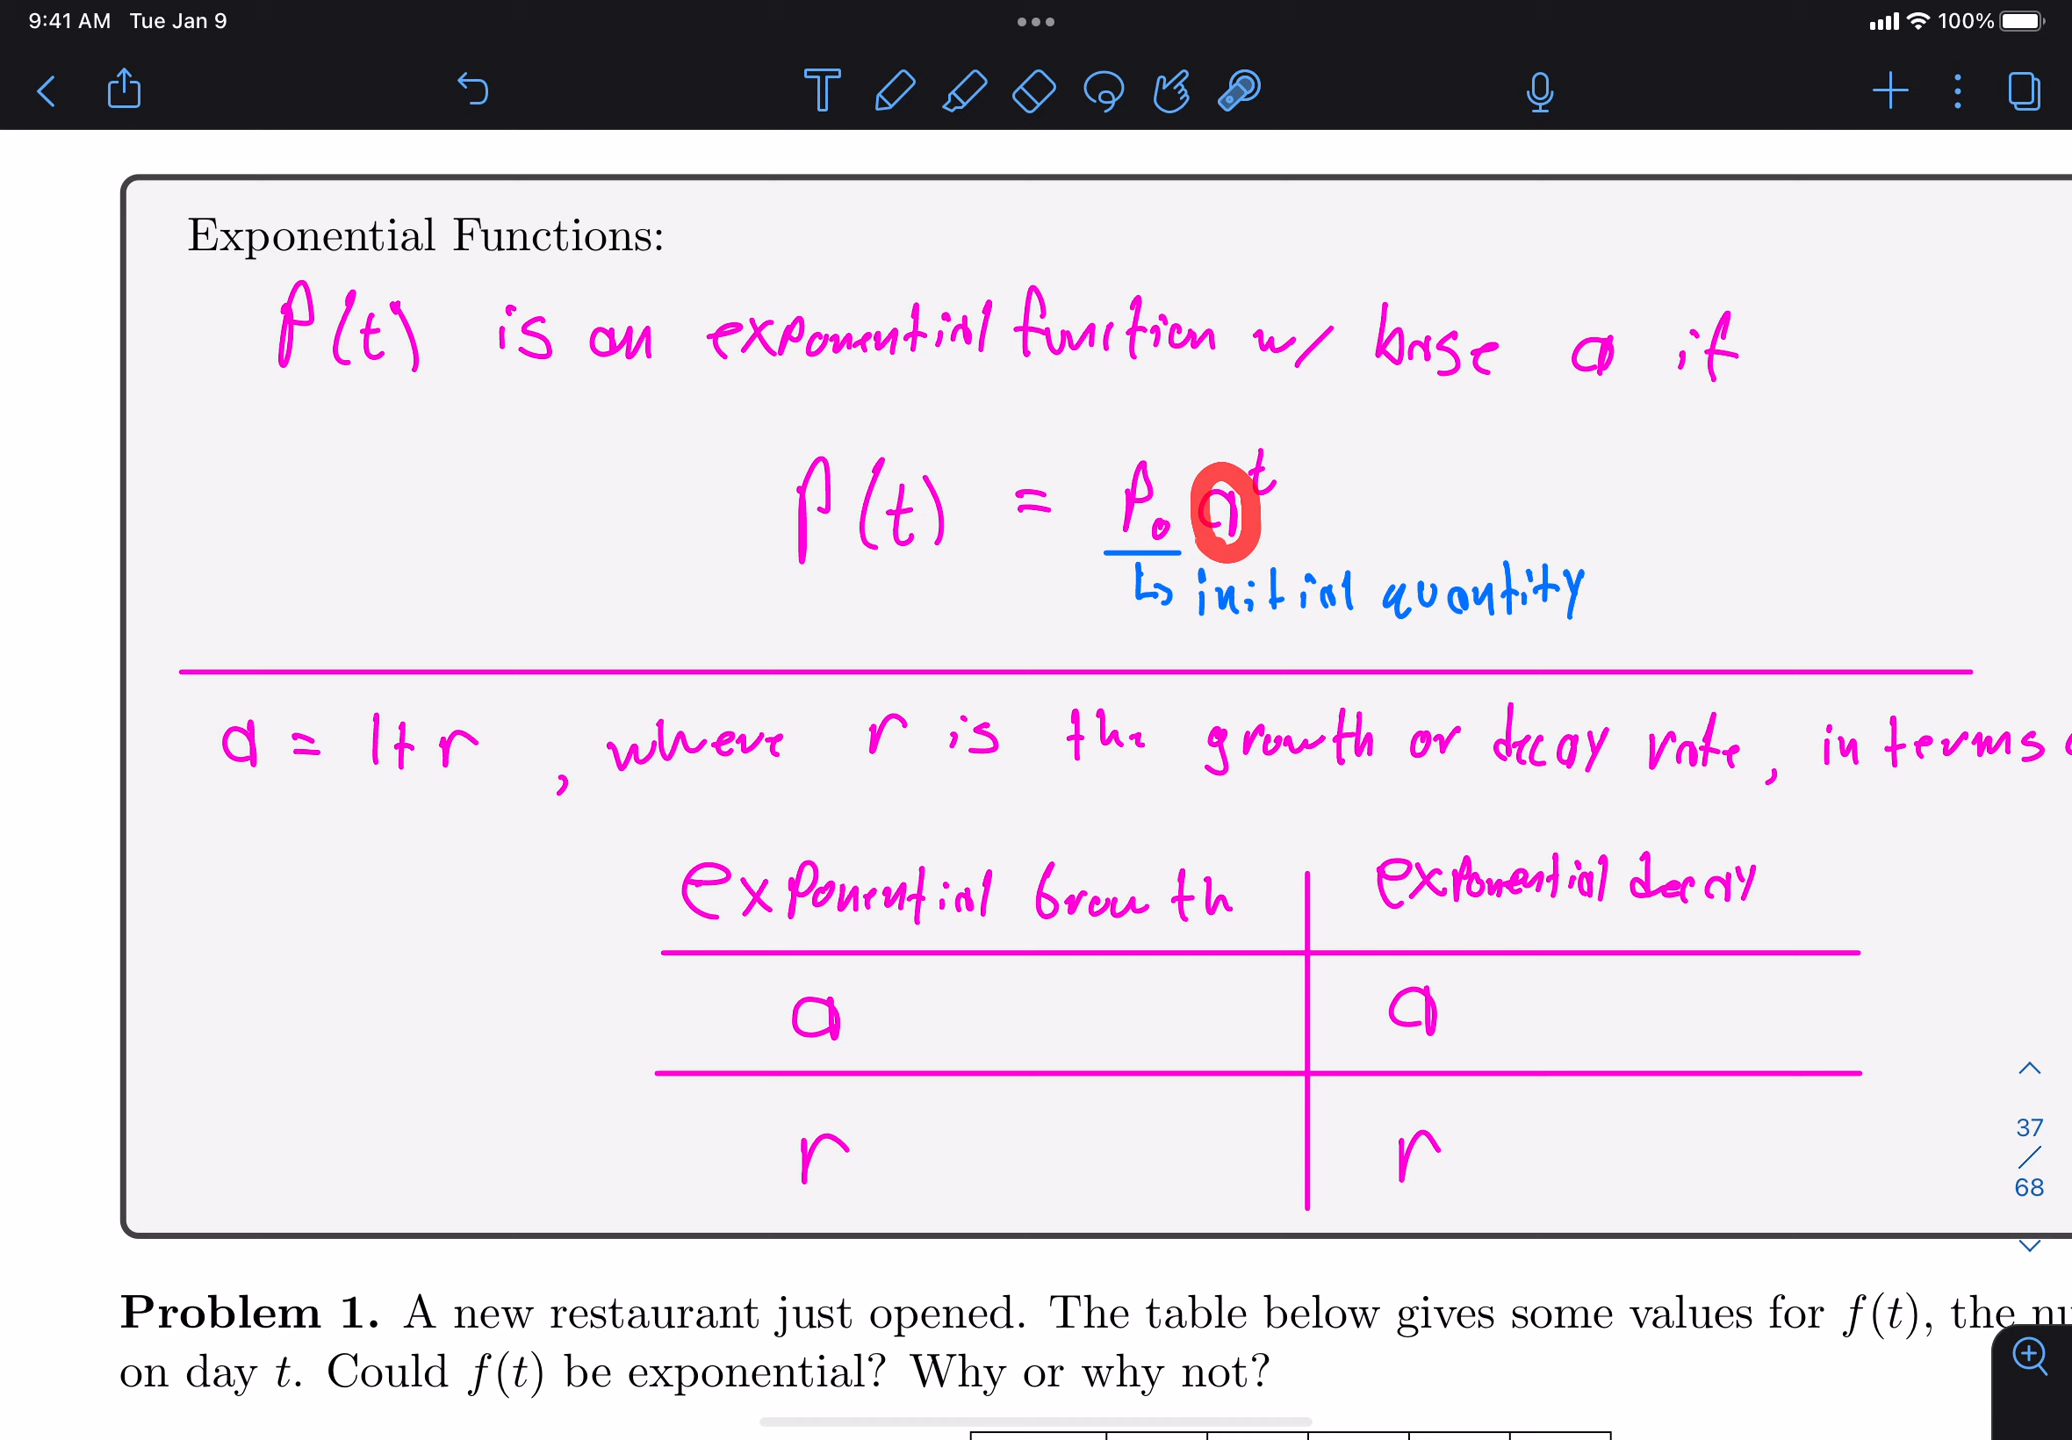 9:41 AM Tue Jan 9
100%
Exponential Functions:
P(t) is an exponential function w/ base a if
P(t) = P₀ aᵗ
↳ initial quantity
a = 1+r , where r is the growth or decay rate, in terms
exponential Growth exponential decay
a a
r r
37
/
68
Problem 1. A new restaurant just opened. The table below gives some values for f(t), the
on day t. Could f(t) be exponential? Why or why not?